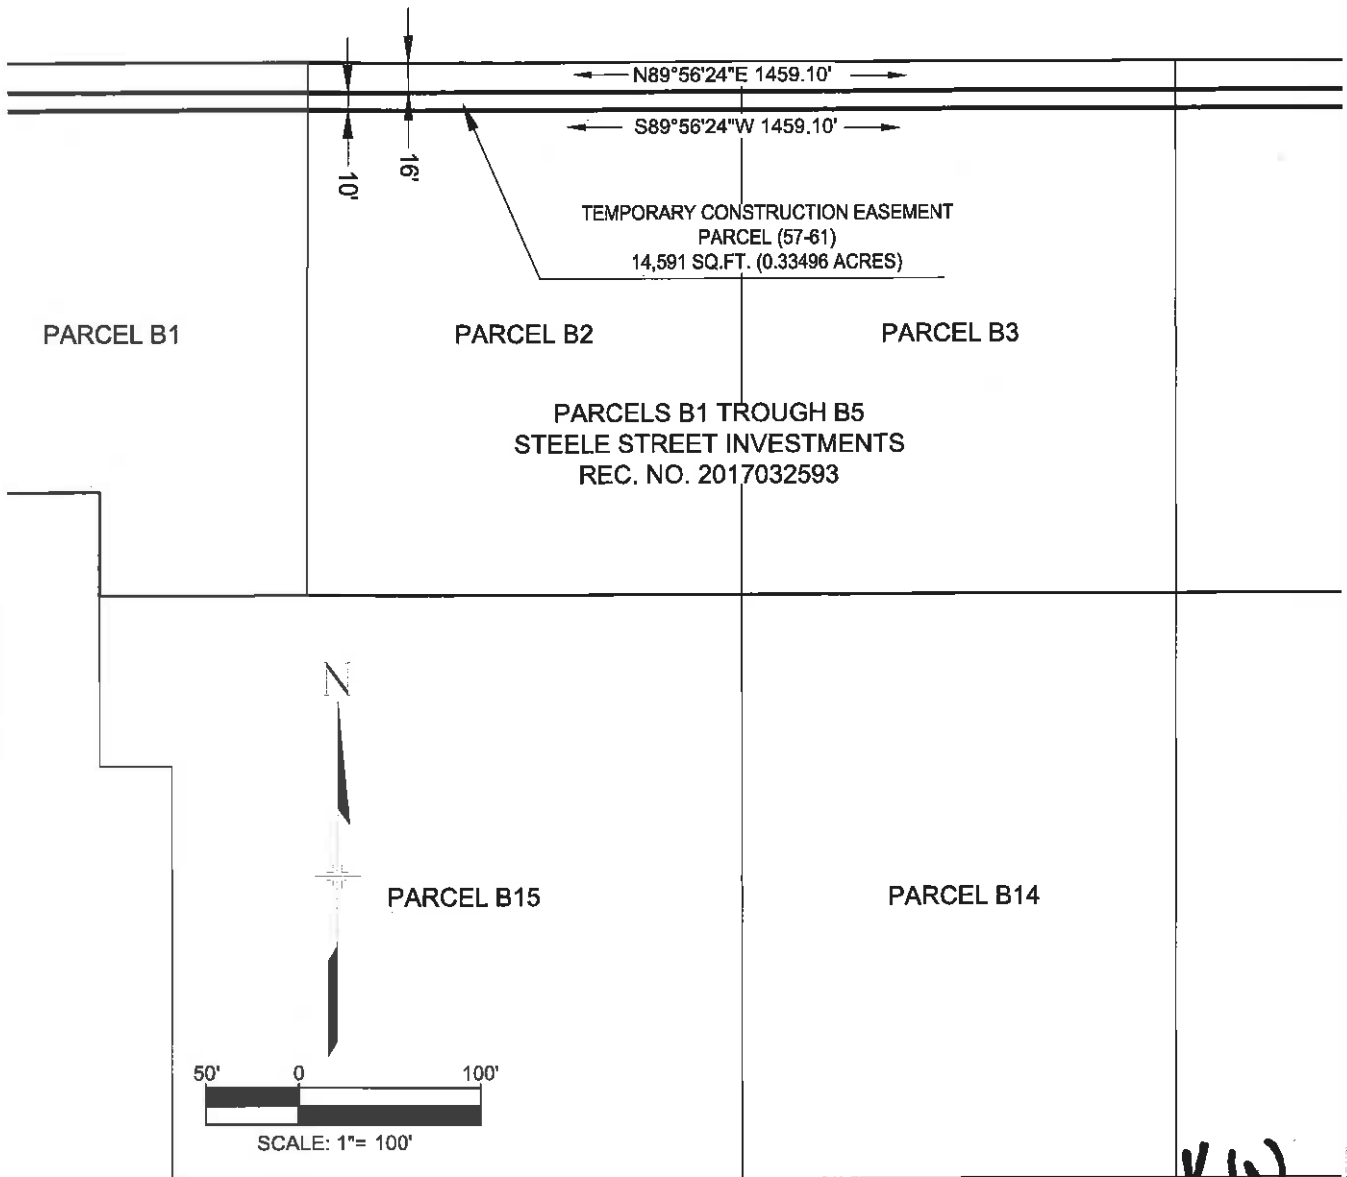 N89°56'24"E 1459.10'
S89°56'24"W 1459.10'
10'
16'
TEMPORARY CONSTRUCTION EASEMENT
PARCEL (57-61)
14,591 SQ.FT. (0.33496 ACRES)
PARCEL B1
PARCEL B2
PARCEL B3
PARCELS B1 TROUGH B5
STEELE STREET INVESTMENTS
REC. NO. 2017032593
N
PARCEL B15
PARCEL B14
50' 0 100'
SCALE: 1"= 100'